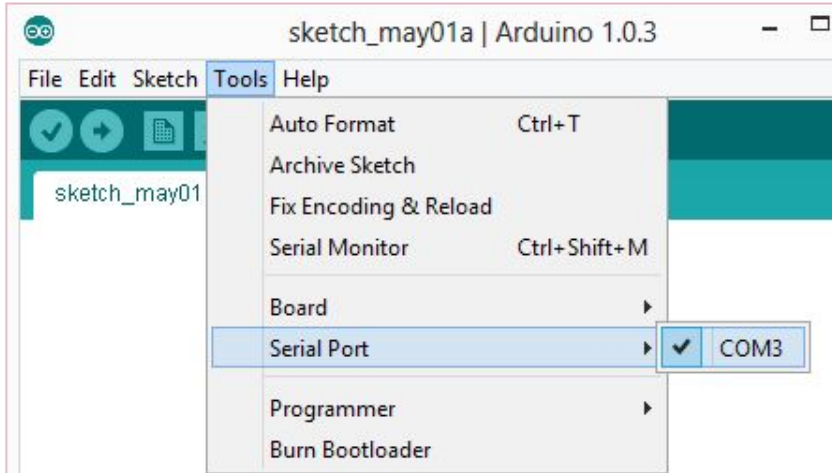 sketch_may01a | Arduino 1.0.3
File Edit Sketch Tools Help
sketch_may01
Auto Format Ctrl+T
Archive Sketch
Fix Encoding & Reload
Serial Monitor Ctrl+Shift+M
Board
Serial Port COM3
Programmer
Burn Bootloader